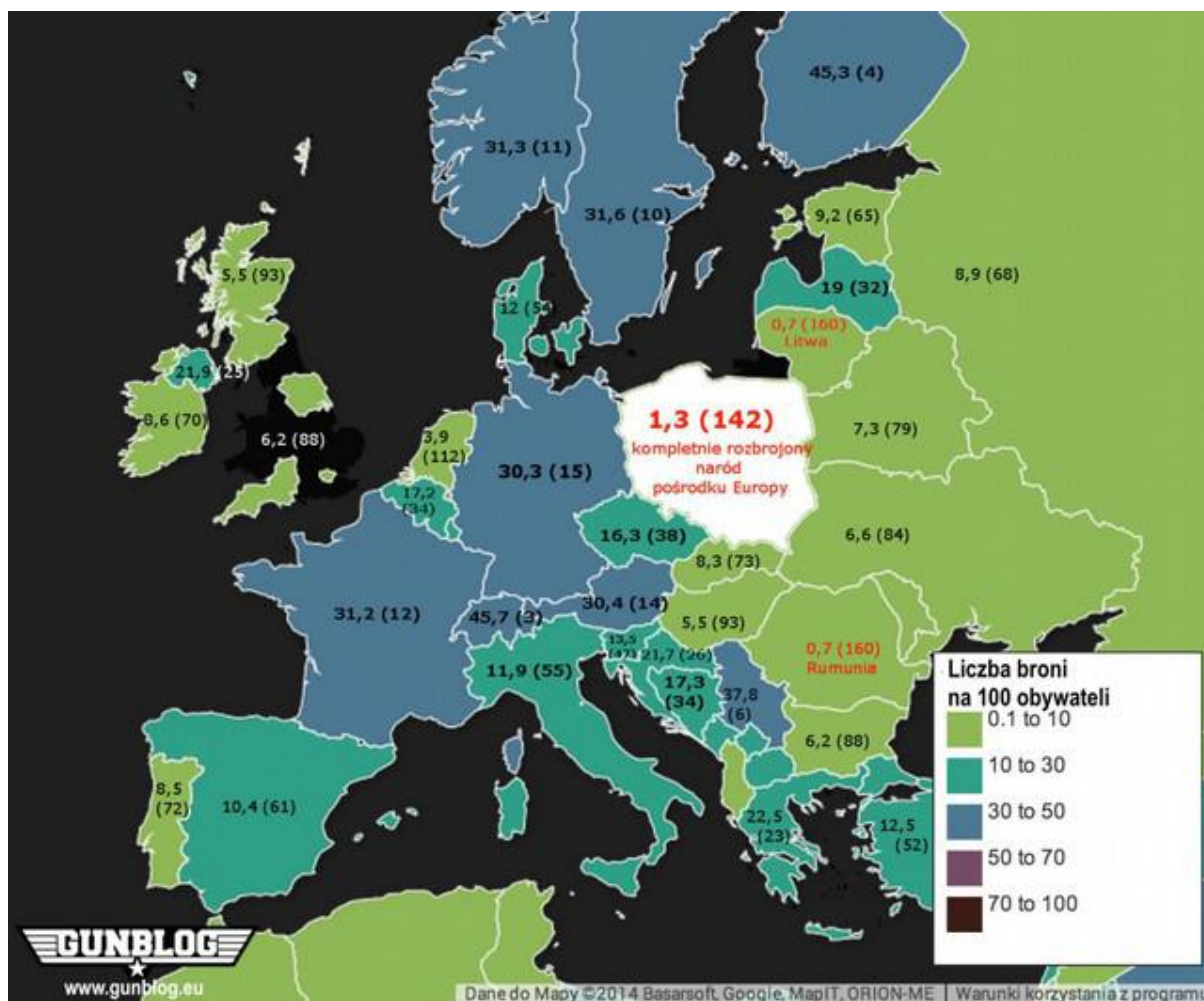 45,3 (4)
31,3 (11)
31,6 (10)
9,2 (65)
5,5 (93)
8,9 (68)
19 (32)
12 (54)
0,7 (160)
Litwa
21,9 (25)
8,6 (70)
6,2 (88)
3,9
(112)
1,3 (142)
kompletnie rozbrojony
naród
pośrodku Europy
7,3 (79)
30,3 (15)
17,2
(34)
16,3 (38)
6,6 (84)
8,3 (73)
31,2 (12)
45,7 (3)
30,4 (14)
5,5 (93)
21,7 (26)
0,7 (160)
Rumunia
11,9 (55)
17,3
(34)
37,8
(6)
6,2 (88)
8,5
(72)
10,4 (61)
22,5
(23)
12,5
(52)
Liczba broni
na 100 obywateli
0.1 to 10
10 to 30
30 to 50
50 to 70
70 to 100
GUNBLOG
www.gunblog.eu
Dane do Mapy ©2014 Basarsoft, Google, MapIT, ORION-ME
Warunki korzystania z program